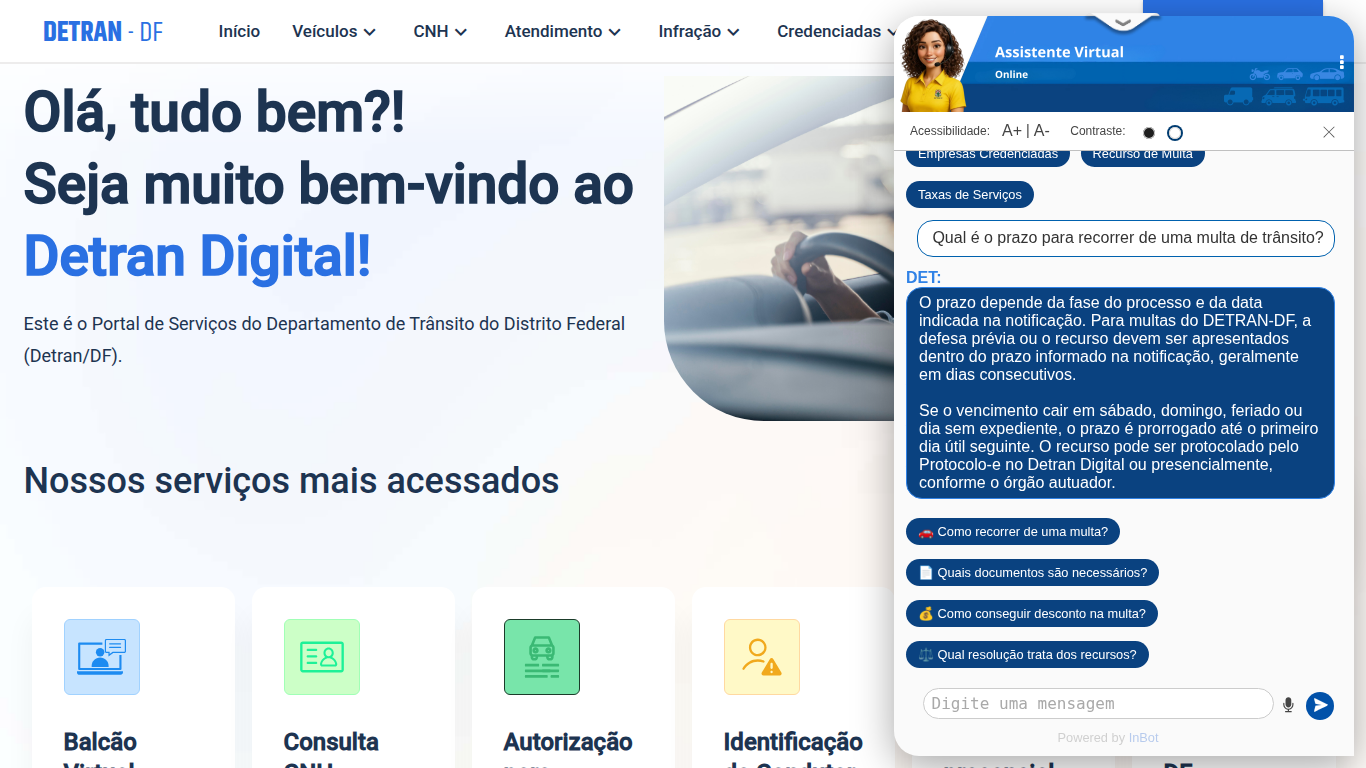 DETRAN - DF
Início
Veículos
CNH
Atendimento
Infração
Credenciadas
Olá, tudo bem?!
Seja muito bem-vindo ao
Detran Digital!
Este é o Portal de Serviços do Departamento de Trânsito do Distrito Federal
(Detran/DF).
Nossos serviços mais acessados
Balcão
Virtual
Consulta
CNH
Autorização
Identificação
Assistente Virtual
Online
Acessibilidade: A+ | A- Contraste:
Empresas Credenciadas
Recurso de Multa
Taxas de Serviços
Qual é o prazo para recorrer de uma multa de trânsito?
DET:
O prazo depende da fase do processo e da data
indicada na notificação. Para multas do DETRAN-DF, a
defesa prévia ou o recurso devem ser apresentados
dentro do prazo informado na notificação, geralmente
em dias consecutivos.
Se o vencimento cair em sábado, domingo, feriado ou
dia sem expediente, o prazo é prorrogado até o primeiro
dia útil seguinte. O recurso pode ser protocolado pelo
Protocolo-e no Detran Digital ou presencialmente,
conforme o órgão autuador.
🚗 Como recorrer de uma multa?
📄 Quais documentos são necessários?
💰 Como conseguir desconto na multa?
⚖️ Qual resolução trata dos recursos?
Digite uma mensagem
Powered by InBot